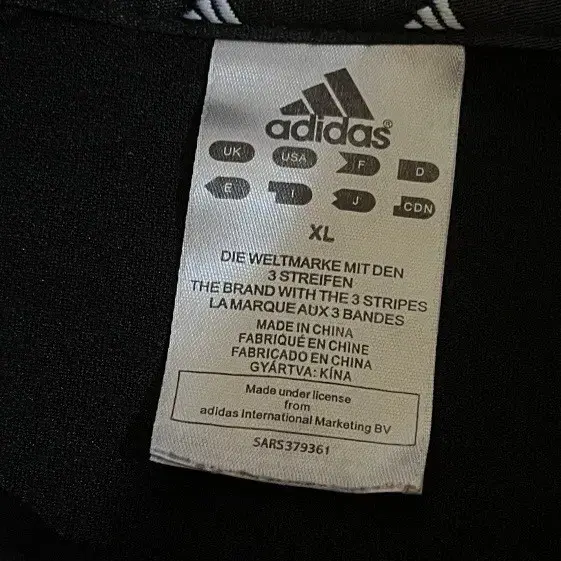 adidas®
UK USA F D
E I J CDN
XL
DIE WELTMARKE MIT DEN
3 STREIFEN
THE BRAND WITH THE 3 STRIPES
LA MARQUE AUX 3 BANDES
MADE IN CHINA
FABRIQUÉ EN CHINE
FABRICADO EN CHINA
GYÁRTVA: KÍNA
Made under license
from
adidas International Marketing BV
SARS379361